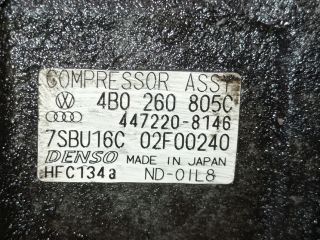 COMPRESSOR ASSY
4B0 260 805C
447220-8146
7SBU16C 02F00240
DENSO MADE IN JAPAN
HFC134a ND-OIL8